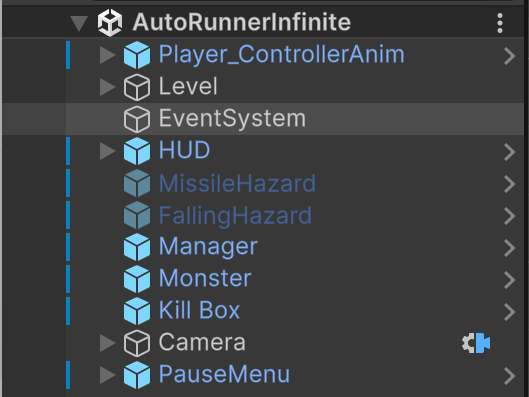 AutoRunnerInfinite
Player_ControllerAnim
Level
EventSystem
HUD
MissileHazard
FallingHazard
Manager
Monster
Kill Box
Camera
PauseMenu